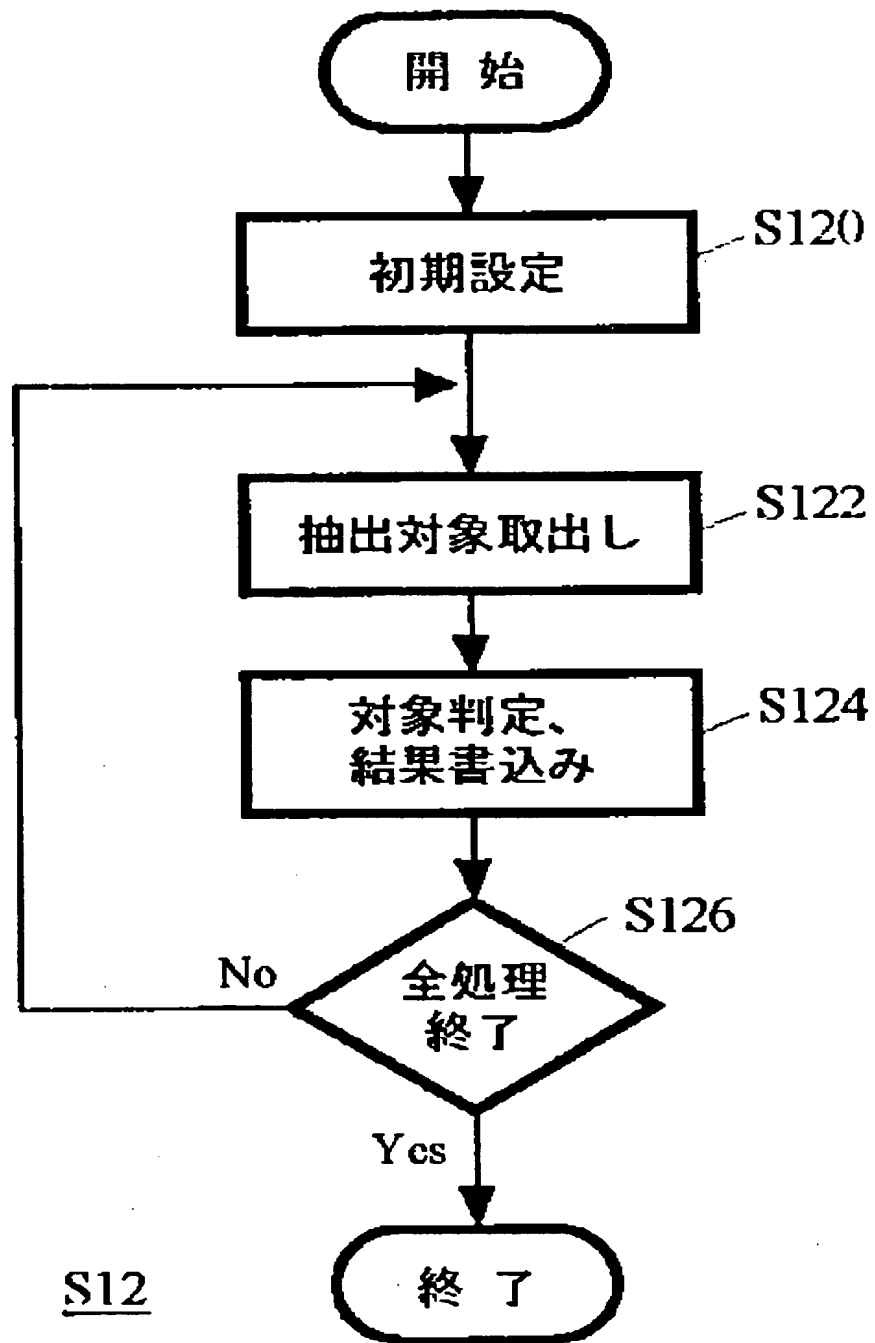 開 始
S120
初期設定
S122
抽出対象取出し
S124
対象判定、
結果書込み
S126
No
全処理
終了
Yes
終 了
S12